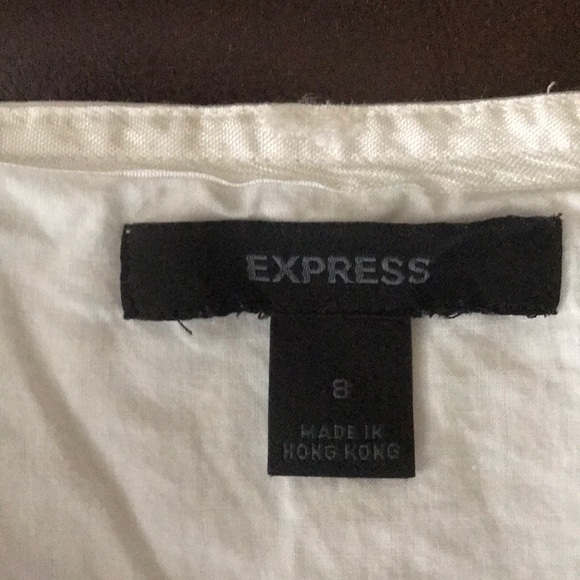 EXPRESS
8
MADE IN
HONG KONG